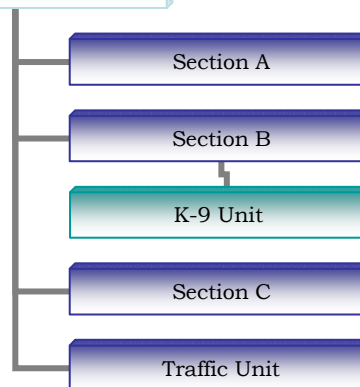 Section A
Section B
K-9 Unit
Section C
Traffic Unit